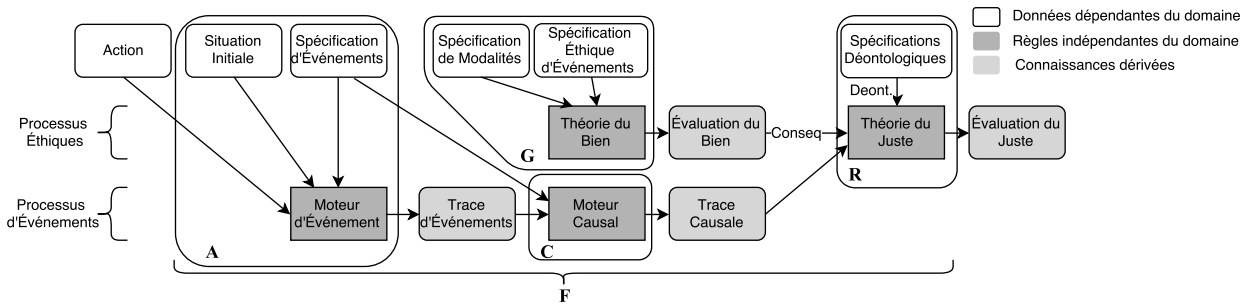 Action
Situation
Initiale
Spécification
d'Événements
Spécification
de Modalités
Spécification
Éthique
d'Événements
Spécifications
Déontologiques
Données dépendantes du domaine
Règles indépendantes du domaine
Connaissances dérivées
Deont.
Processus
Éthiques
Théorie du
Bien
G
Évaluation du
Bien
Conseq
Théorie du
Juste
R
Évaluation du
Juste
Processus
d'Événements
Moteur
d'Événement
A
Trace
d'Événements
Moteur
Causal
C
Trace
Causale
F